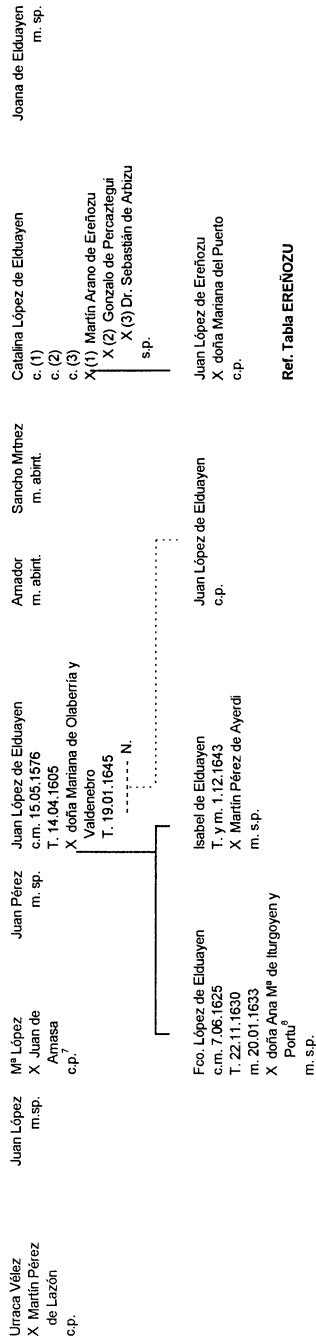 Urraca Vélez
X Martín Pérez
de Lazón
c.p.
Juan López
m.sp.
Mª López
X Juan de
Amasa
c.p.7
Juan Pérez
m. sp.
Juan López de Elduayen
c.m. 15.05.1576
T. 14.04.1605
X doña Mariana de Olaberría y
Valdenebro
T. 19.01.1645
------ N.
Amador
m. abint.
Sancho Mrtnez
m. abint.
Catalina López de Elduayen
c. (1)
c. (2)
c. (3)
X (1) Martín Arano de Ereñozu
X (2) Gonzalo de Percaztegui
X (3) Dr. Sebastián de Arbizu
s.p.
Joana de Elduayen
m. sp.
Fco. López de Elduayen
c.m. 7.06.1625
T. 22.11.1630
m. 20.01.1633
X doña Ana Mª de Iturgoyen y
Portu8
m. s.p.
Isabel de Elduayen
T. y m. 1.12.1643
X Martín Pérez de Ayerdi
m. s.p.
Juan López de Elduayen
c.p.
Juan López de Ereñozu
X doña Mariana del Puerto
c.p.
Ref. Tabla EREÑOZU